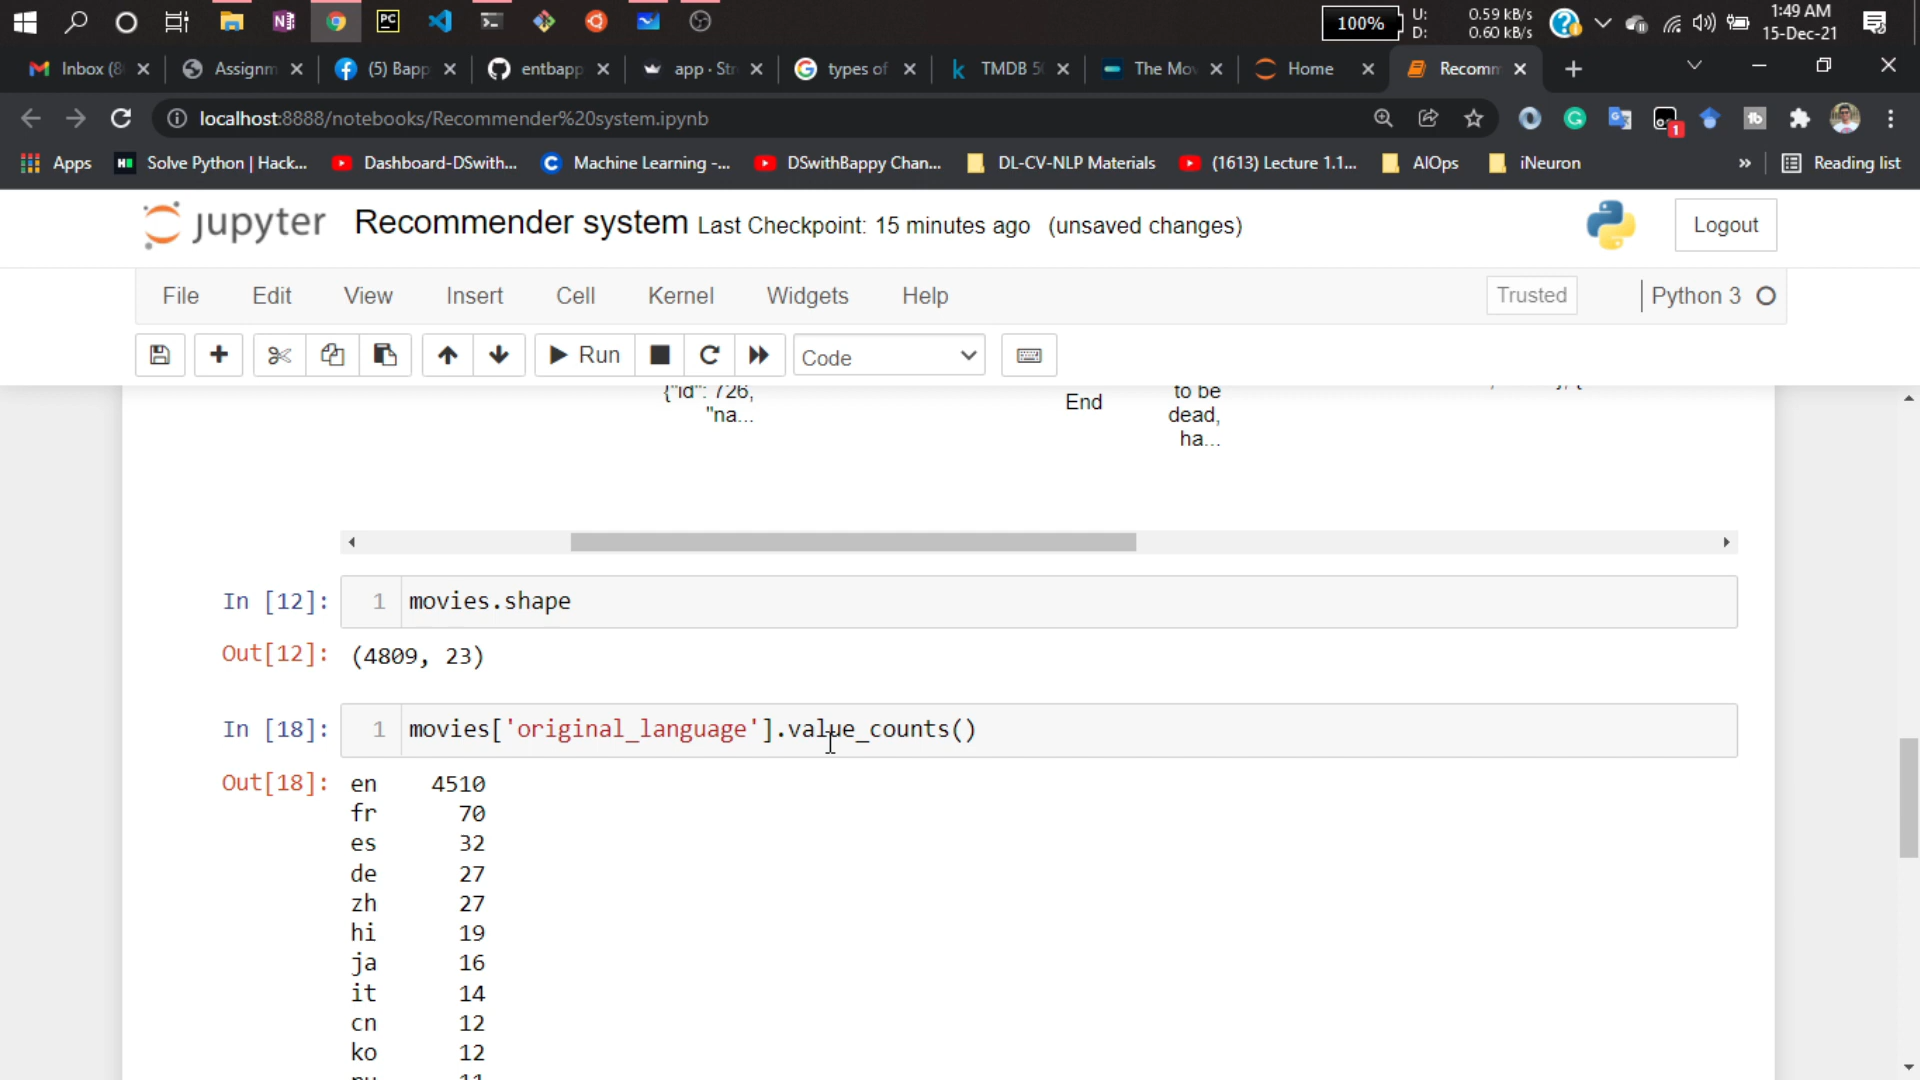 100%
U: 0.59 kB/s
D: 0.60 kB/s
1:49 AM
15-Dec-21
Inbox (8
Assignm
(5) Bapp
entbapp
app · Str
types of
TMDB 5
The Mov
Home
Recomm
localhost:8888/notebooks/Recommender%20system.ipynb
1
Apps
Solve Python | Hack...
Dashboard-DSwith...
Machine Learning -...
DSwithBappy Chan...
DL-CV-NLP Materials
(1613) Lecture 1.1...
AIOps
iNeuron
»
Reading list
jupyter
Recommender system Last Checkpoint: 15 minutes ago (unsaved changes)
Logout
File Edit View Insert Cell Kernel Widgets Help
Trusted
Python 3
Run
Code
{"id": 726,
"na...
End
to be
dead,
ha...
In [12]: 1 movies.shape
Out[12]: (4809, 23)
In [18]: 1 movies['original_language'].value_counts()
Out[18]: en 4510
fr 70
es 32
de 27
zh 27
hi 19
ja 16
it 14
cn 12
ko 12